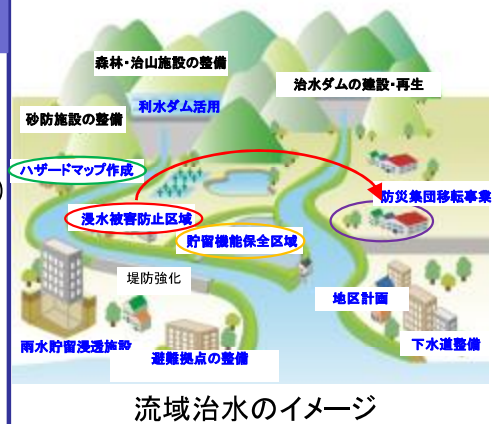 森林・治山施設の整備
治水ダムの建設・再生
利水ダム活用
砂防施設の整備
ハザードマップ作成
)
防災集団移転事業
浸水被害防止区域
貯留機能保全区域
堤防強化
地区計画
雨水貯留浸透施設
下水道整備
避難拠点の整備
流域治水のイメージ